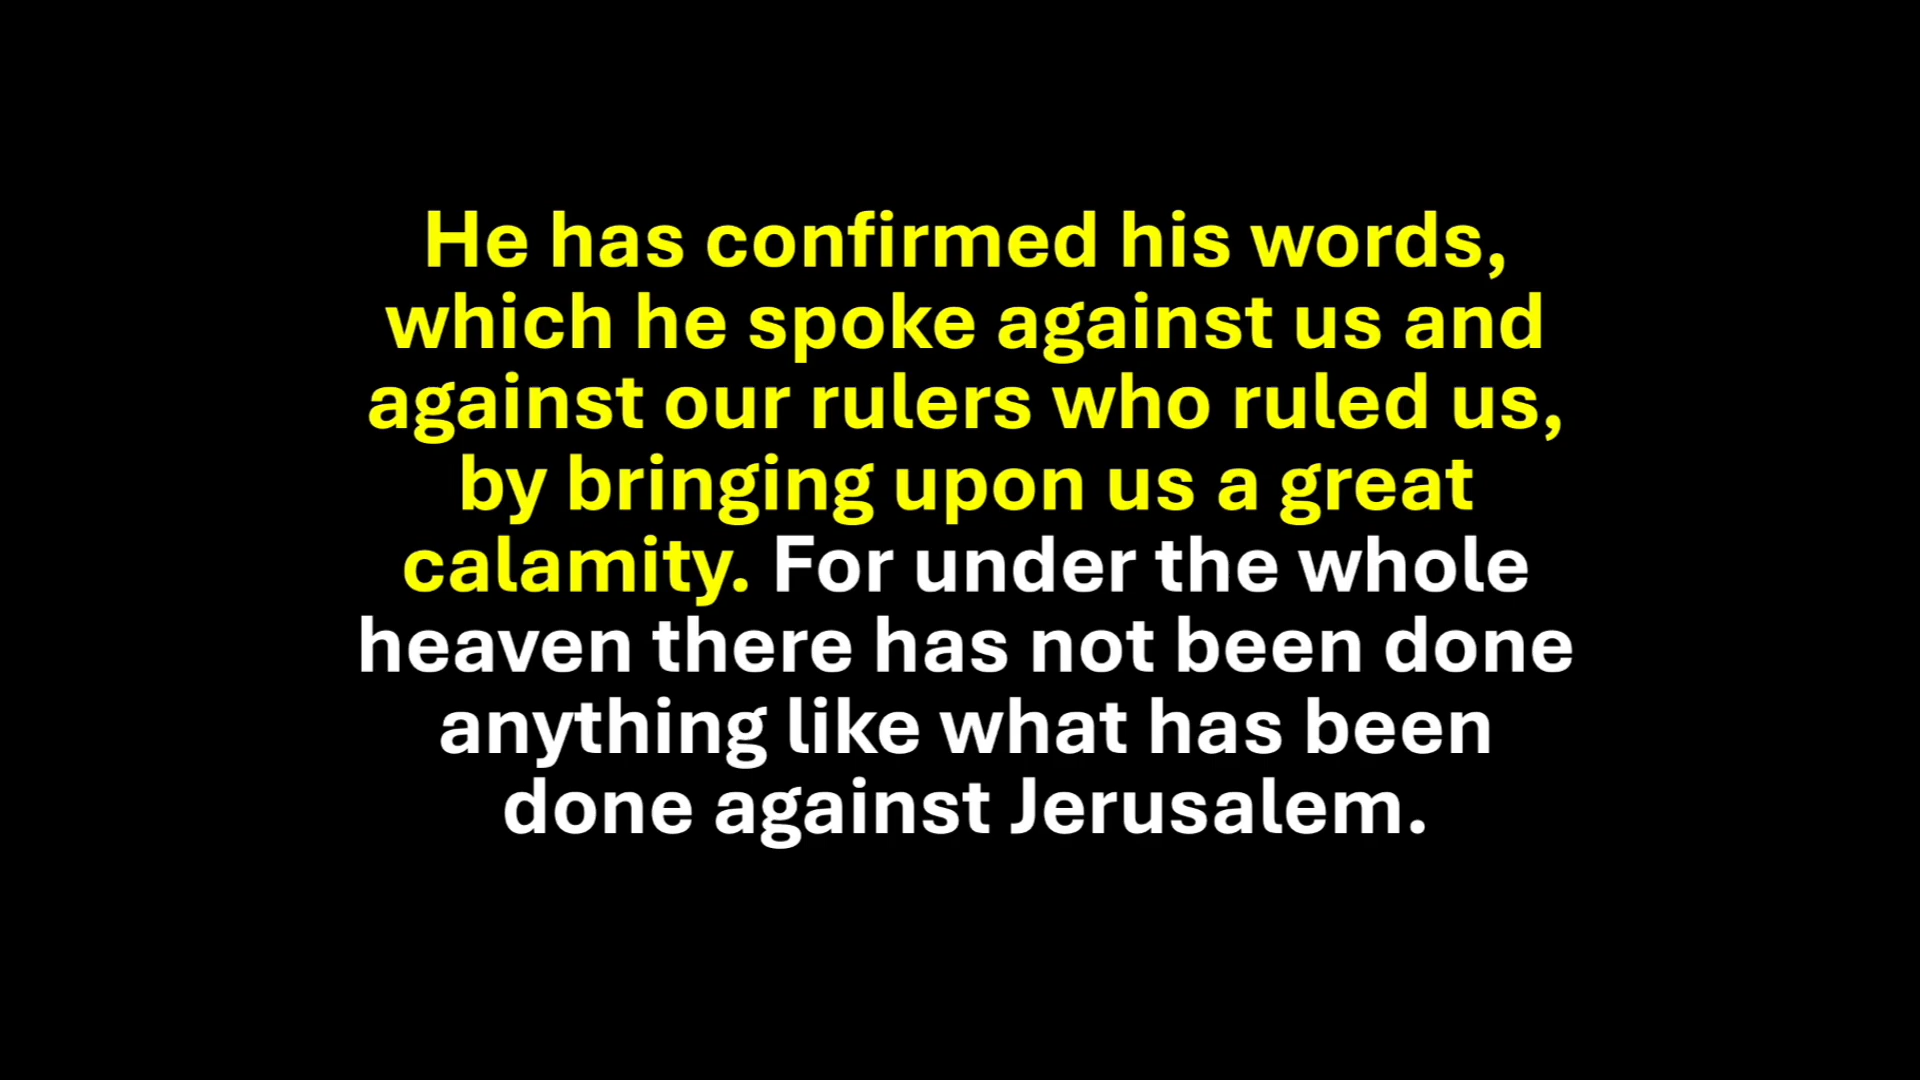 He has confirmed his words,
which he spoke against us and
against our rulers who ruled us,
by bringing upon us a great
calamity. For under the whole
heaven there has not been done
anything like what has been
done against Jerusalem.